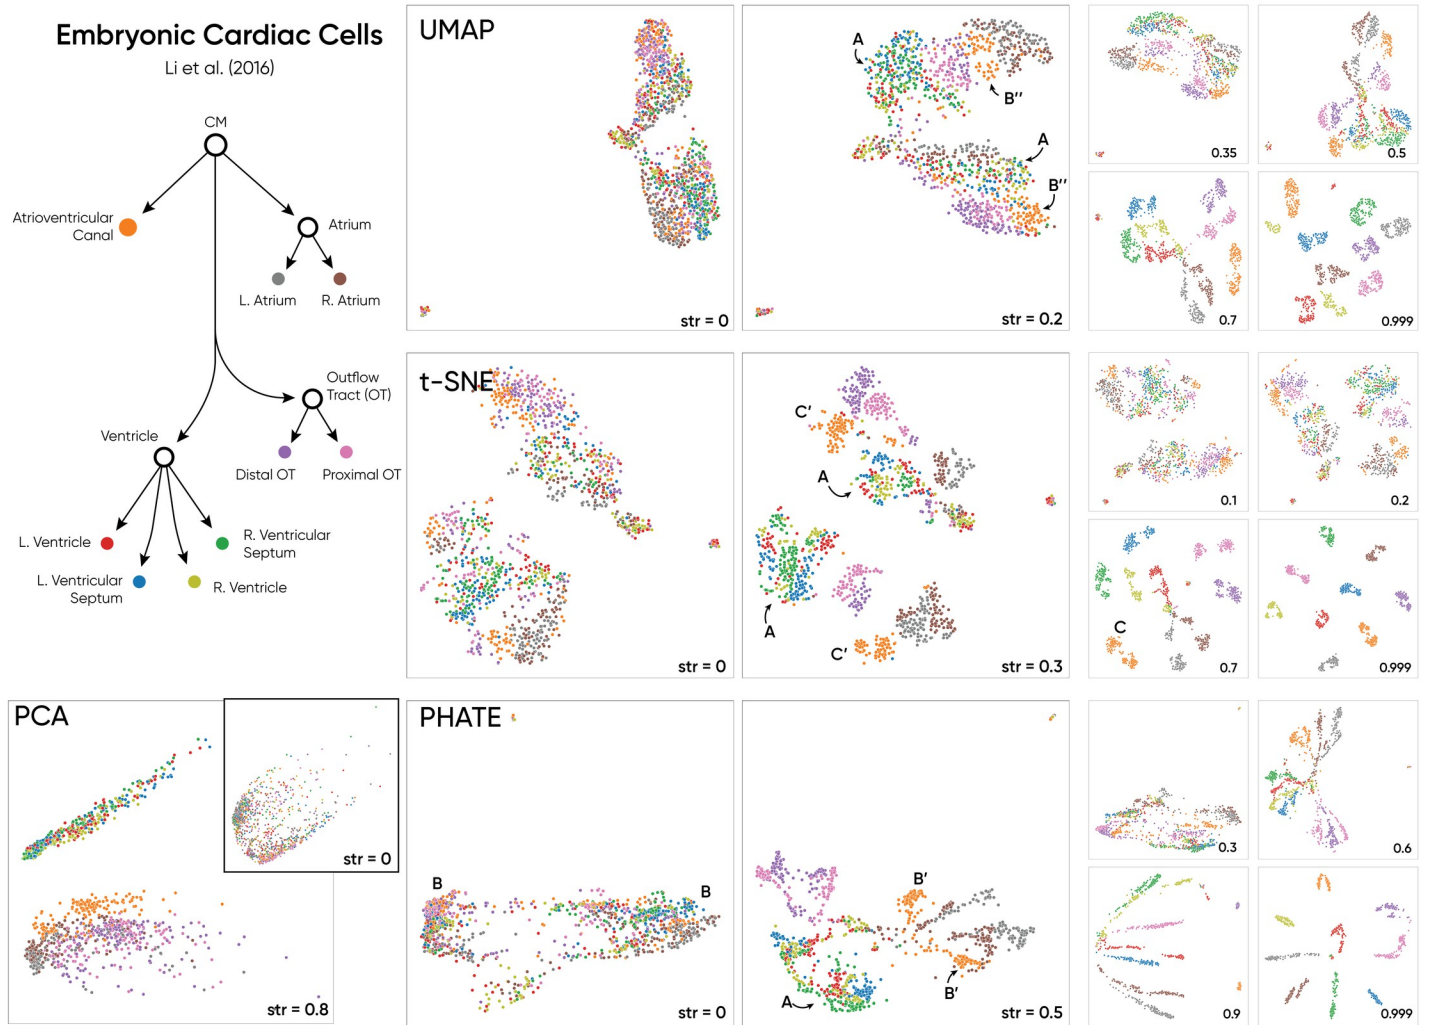 Embryonic Cardiac Cells
Li et al. (2016)
CM
Atrioventricular
Canal
Atrium
L. Atrium
R. Atrium
Outflow
Tract (OT)
Ventricle
Distal OT
Proximal OT
L. Ventricle
R. Ventricular
Septum
L. Ventricular
Septum
R. Ventricle
UMAP
str = 0
A
B''
A
B''
str = 0.2
0.35
0.5
0.7
0.999
t-SNE
str = 0
C'
A
A
C'
str = 0.3
0.1
0.2
C
0.7
0.999
PCA
str = 0
str = 0.8
PHATE
B
B
str = 0
B'
A
B'
str = 0.5
0.3
0.6
0.9
0.999